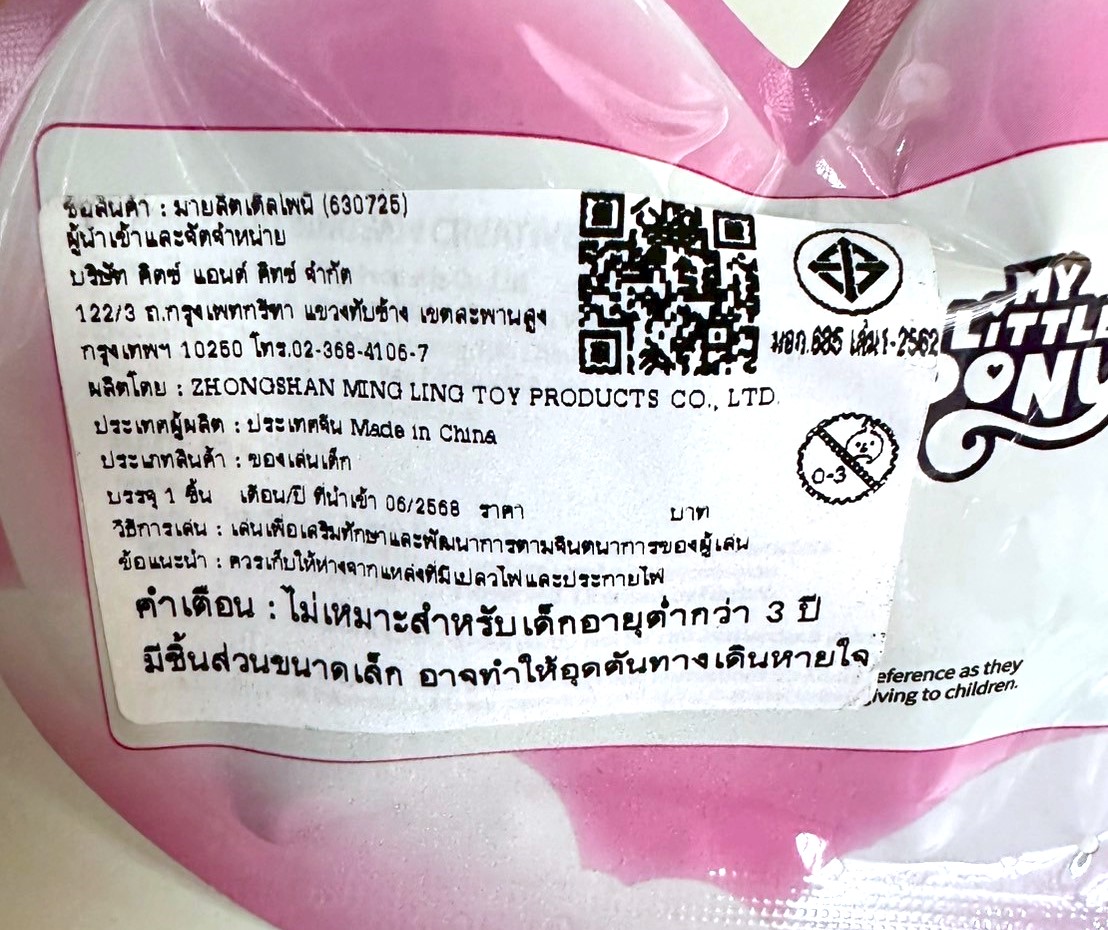 ชื่อสินค้า : มายลิตเติลโพนี่ (630725)
ผู้นำเข้าและจัดจำหน่าย
บริษัท คิดซ์ แอนด์ คิทซ์ จำกัด
122/3 ถ.กรุงเทพกรีฑา แขวงทับช้าง เขตสะพานสูง
กรุงเทพฯ 10250 โทร.02-368-4106-7
ผลิตโดย : ZHONGSHAN MING LING TOY PRODUCTS CO., LTD.
ประเทศผู้ผลิต : ประเทศจีน Made in China
ประเภทสินค้า : ของเล่นเด็ก
บรรจุ 1 ชิ้น เดือน/ปี ที่นำเข้า 06/2568 ราคา บาท
วิธีการเล่น : เล่นเพื่อเสริมทักษาและพัฒนาการตามจินตนาการของผู้เล่น
ข้อแนะนำ : ควรเก็บให้ห่างจากแหล่งที่มีเปลวไฟและประกายไฟ
คำเตือน : ไม่เหมาะสำหรับเด็กอายุต่ำกว่า 3 ปี
มีชิ้นส่วนขนาดเล็ก อาจทำให้อุดตันทางเดินหายใจ
มอก.685 เล่ม1-2562
0-3
MY
LITTLE
PONY
eference as they
iving to children.